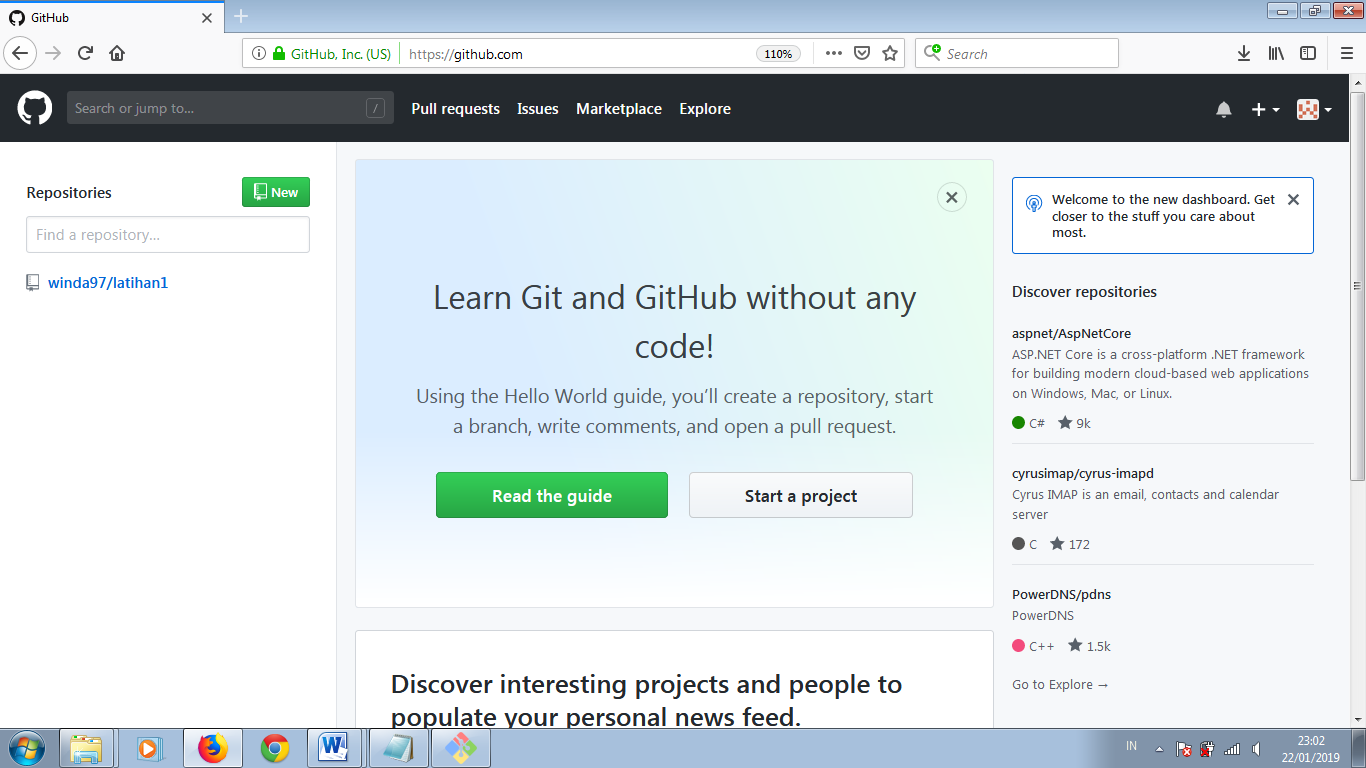 GitHub
GitHub, Inc. (US)
https://github.com
110%
Search
Search or jump to...
/
Pull requests
Issues
Marketplace
Explore
Repositories
New
Find a repository...
winda97/latihan1
Learn Git and GitHub without any
code!
Using the Hello World guide, you’ll create a repository, start
a branch, write comments, and open a pull request.
Read the guide
Start a project
Discover interesting projects and people to
populate your personal news feed.
Welcome to the new dashboard. Get
closer to the stuff you care about
most.
Discover repositories
aspnet/AspNetCore
ASP.NET Core is a cross-platform .NET framework
for building modern cloud-based web applications
on Windows, Mac, or Linux.
C# 9k
cyrusimap/cyrus-imapd
Cyrus IMAP is an email, contacts and calendar
server
C 172
PowerDNS/pdns
PowerDNS
C++ 1.5k
Go to Explore →
IN
23:02
22/01/2019